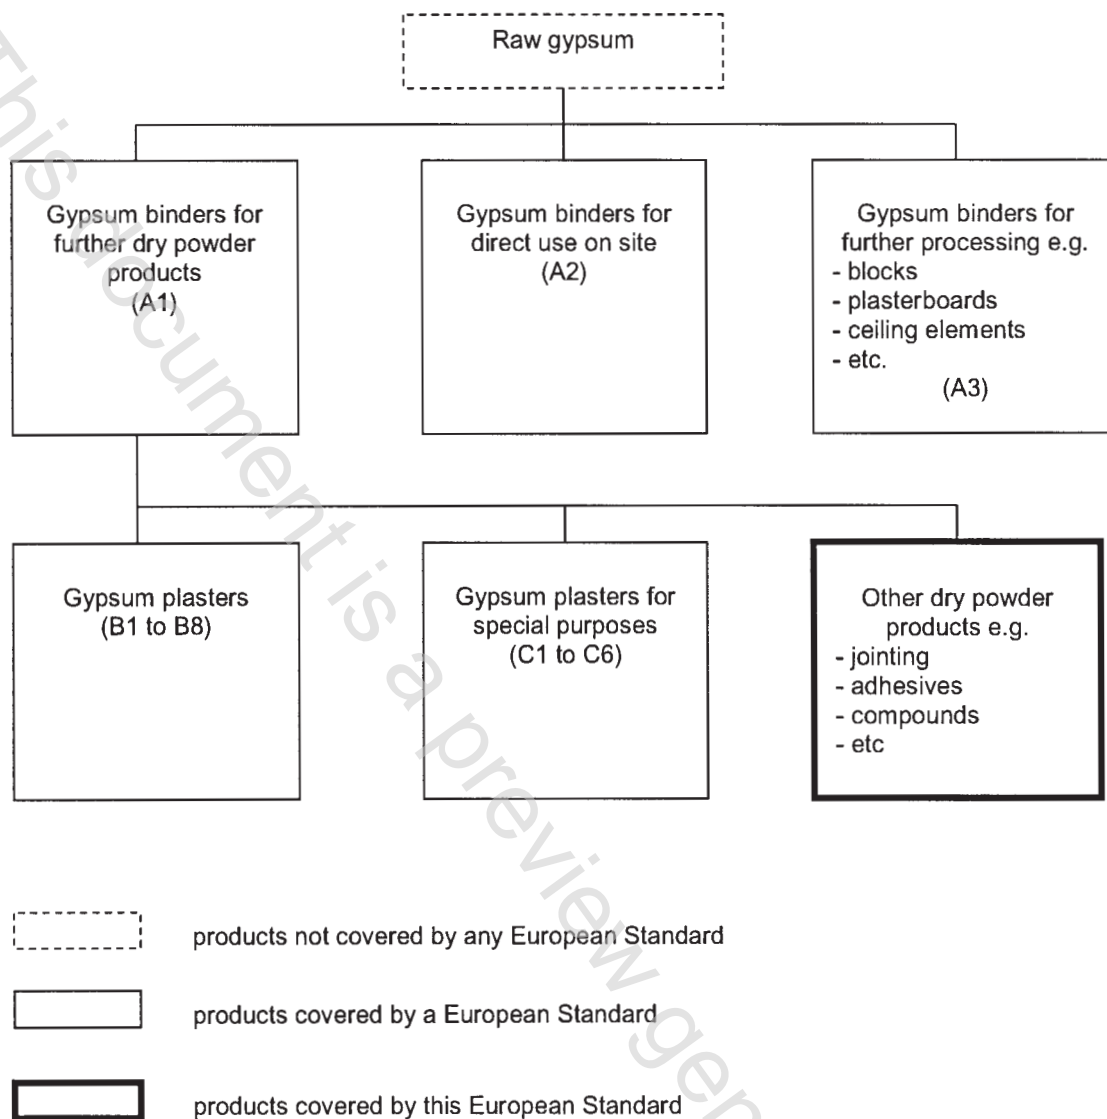 Raw gypsum
Gypsum binders for
further dry powder
products
(A1)
Gypsum binders for
direct use on site
(A2)
Gypsum binders for
further processing e.g.
- blocks
- plasterboards
- ceiling elements
- etc.
(A3)
Gypsum plasters
(B1 to B8)
Gypsum plasters for
special purposes
(C1 to C6)
Other dry powder
products e.g.
- jointing
- adhesives
- compounds
- etc
products not covered by any European Standard
products covered by a European Standard
products covered by this European Standard
This document is a preview gen